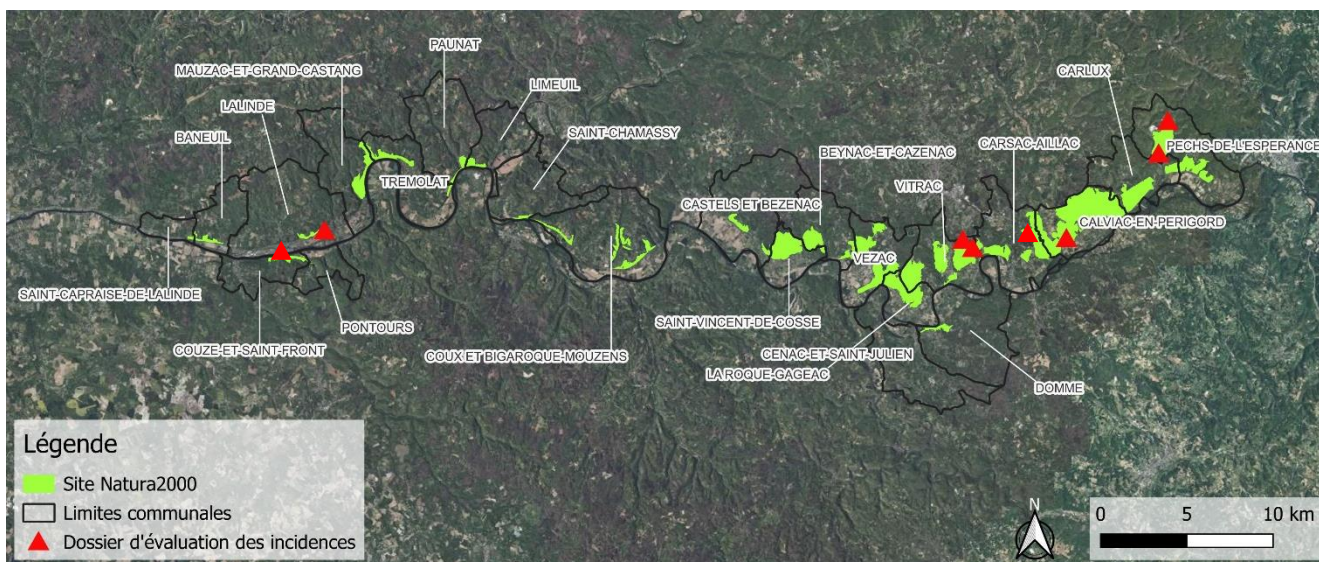 PAUNAT
MAUZAC-ET-GRAND-CASTANG
LIMEUIL
CARLUX
LALINDE
SAINT-CHAMASSY
BANEUIL
BEYNAC-ET-CAZENAC
CARSAC-AILLAC
PECHS-DE-L'ESPERANCE
VITRAC
TREMOLAT
CASTELS ET BEZENAC
CALVIAC-EN-PERIGORD
VEZAC
SAINT-CAPRAISE-DE-LALINDE
SAINT-VINCENT-DE-COSSE
PONTOURS
COUZE-ET-SAINT-FRONT
COUX ET BIGAROQUE-MOUZENS
CENAC-ET-SAINT-JULIEN
LA ROQUE-GAGEAC
DOMME
Légende
Site Natura2000
Limites communales
Dossier d'évaluation des incidences
N
0 5 10 km